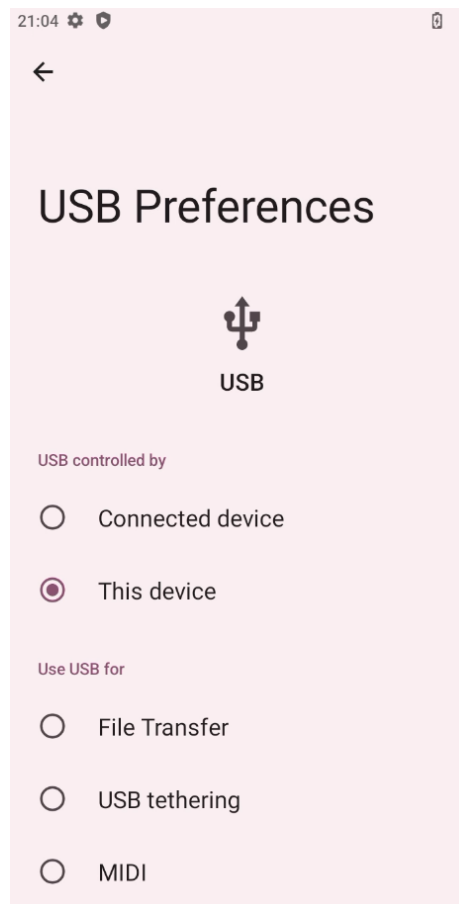 21:04
USB Preferences
USB
USB controlled by
Connected device
This device
Use USB for
File Transfer
USB tethering
MIDI